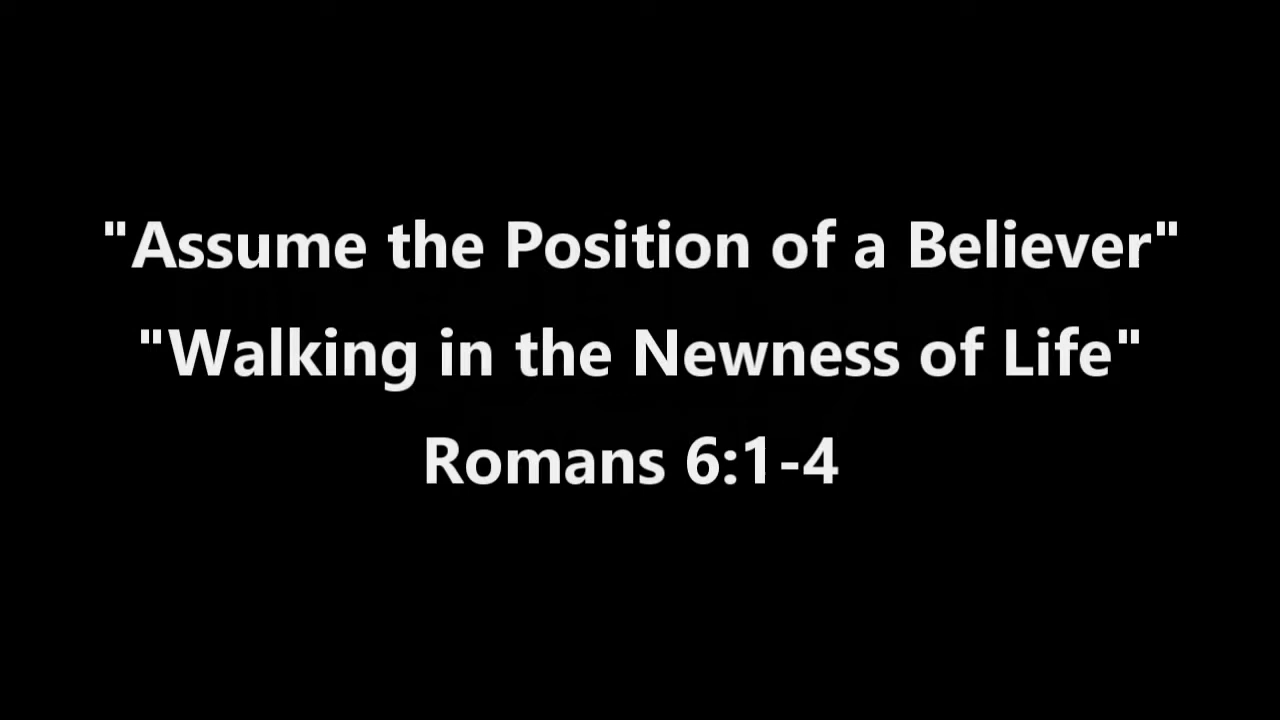 "Assume the Position of a Believer"
"Walking in the Newness of Life"
Romans 6:1-4